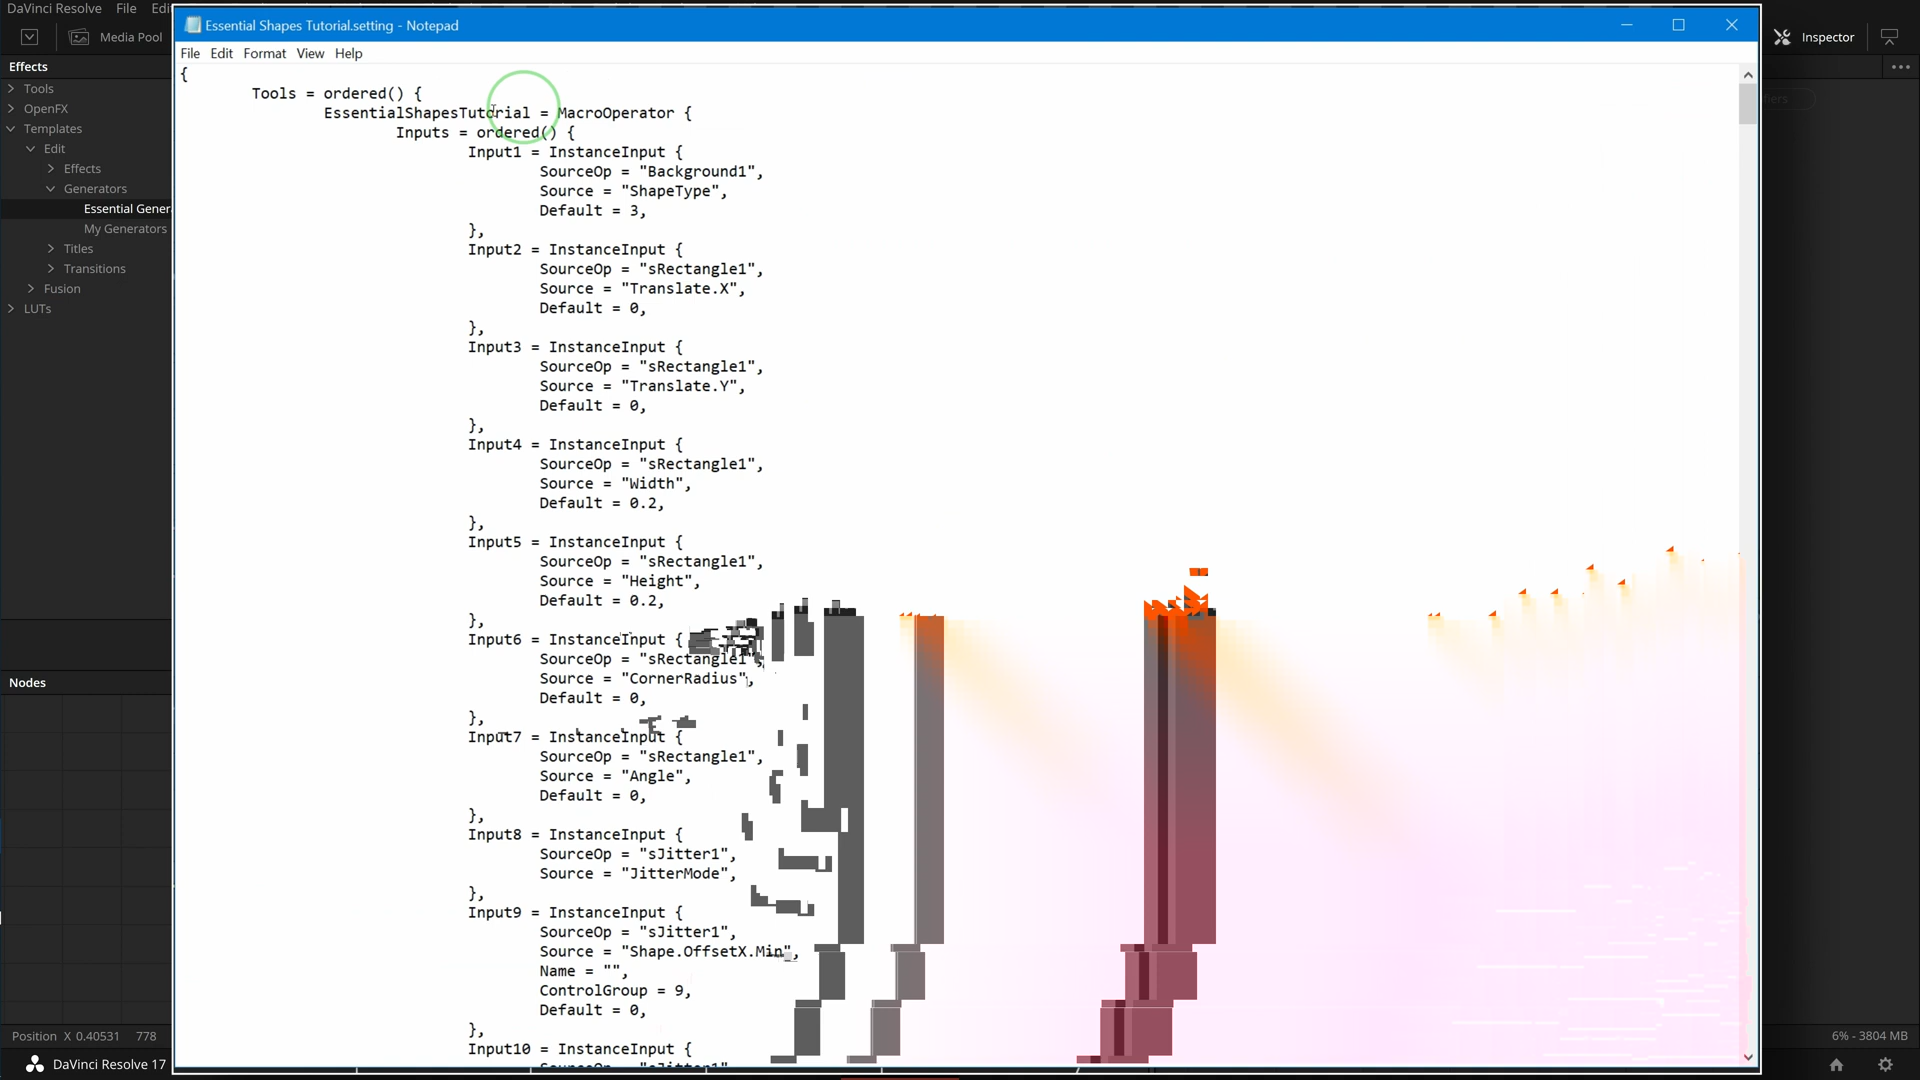 DaVinci Resolve File
Essential Shapes Tutorial.setting - Notepad
Media Pool
Inspector
File Edit Format View Help
Effects
Tools
OpenFX
Templates
Edit
Effects
Generators
Essential Gener
My Generators
Titles
Transitions
Fusion
LUTs
{
Tools = ordered() {
EssentialShapesTutorial = MacroOperator {
Inputs = ordered() {
Input1 = InstanceInput {
SourceOp = "Background1",
Source = "ShapeType",
Default = 3,
},
Input2 = InstanceInput {
SourceOp = "sRectangle1",
Source = "Translate.X",
Default = 0,
},
Input3 = InstanceInput {
SourceOp = "sRectangle1",
Source = "Translate.Y",
Default = 0,
},
Input4 = InstanceInput {
SourceOp = "sRectangle1",
Source = "Width",
Default = 0.2,
},
Input5 = InstanceInput {
SourceOp = "sRectangle1",
Source = "Height",
Default = 0.2,
},
Input6 = InstanceInput {
SourceOp = "sRectangle1",
Source = "CornerRadius",
Default = 0,
},
Input7 = InstanceInput {
SourceOp = "sRectangle1",
Source = "Angle",
Default = 0,
},
Input8 = InstanceInput {
SourceOp = "sJitter1",
Source = "JitterMode",
},
Input9 = InstanceInput {
SourceOp = "sJitter1",
Source = "Shape.OffsetX.Min",
Name = "",
ControlGroup = 9,
Default = 0,
},
Input10 = InstanceInput {
Nodes
Position X 0.40531 778
6% - 3804 MB
DaVinci Resolve 17